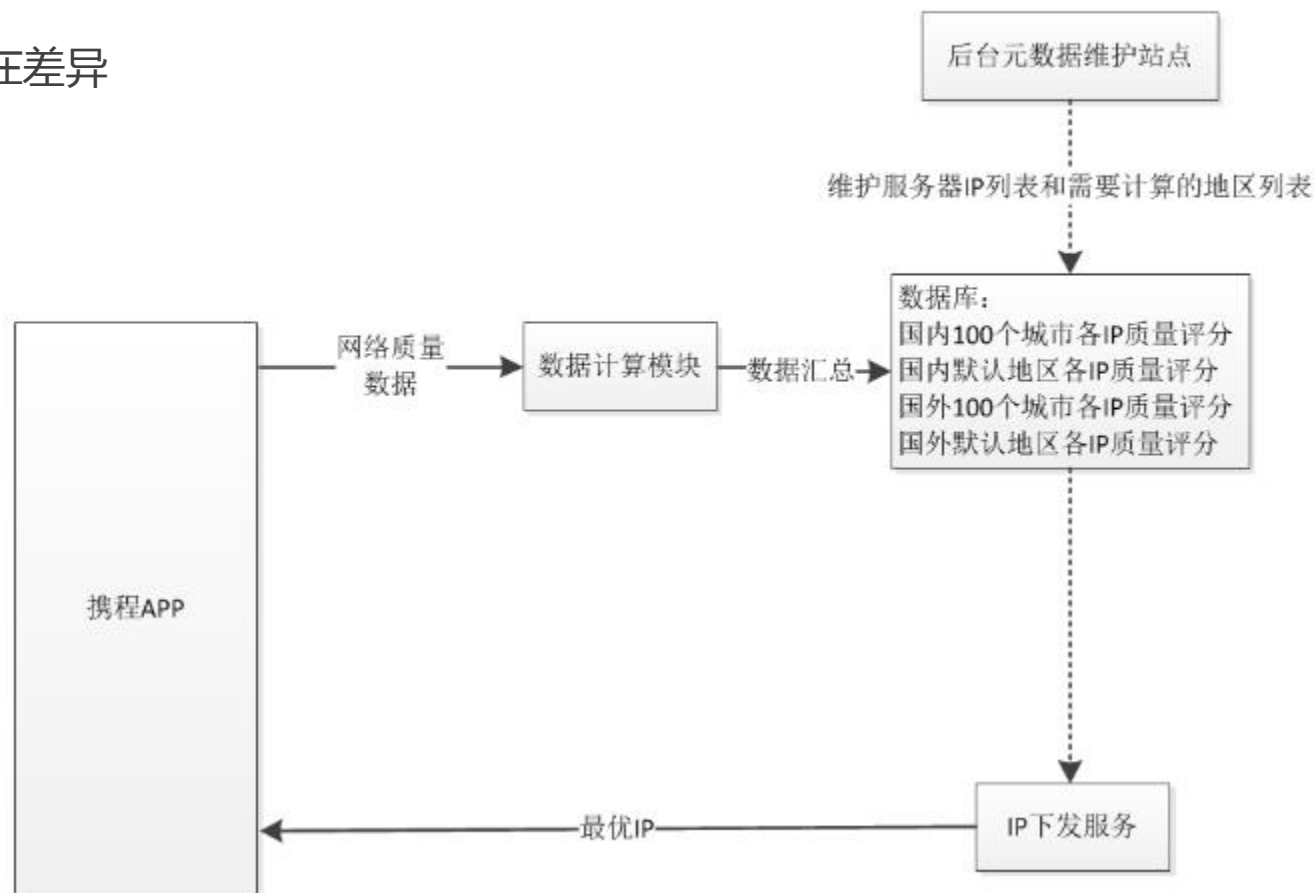 在差异
后台元数据维护站点
维护服务器IP列表和需要计算的地区列表
数据库：
国内100个城市各IP质量评分
国内默认地区各IP质量评分
国外100个城市各IP质量评分
国外默认地区各IP质量评分
网络质量
数据
数据计算模块
数据汇总
携程APP
最优IP
IP下发服务